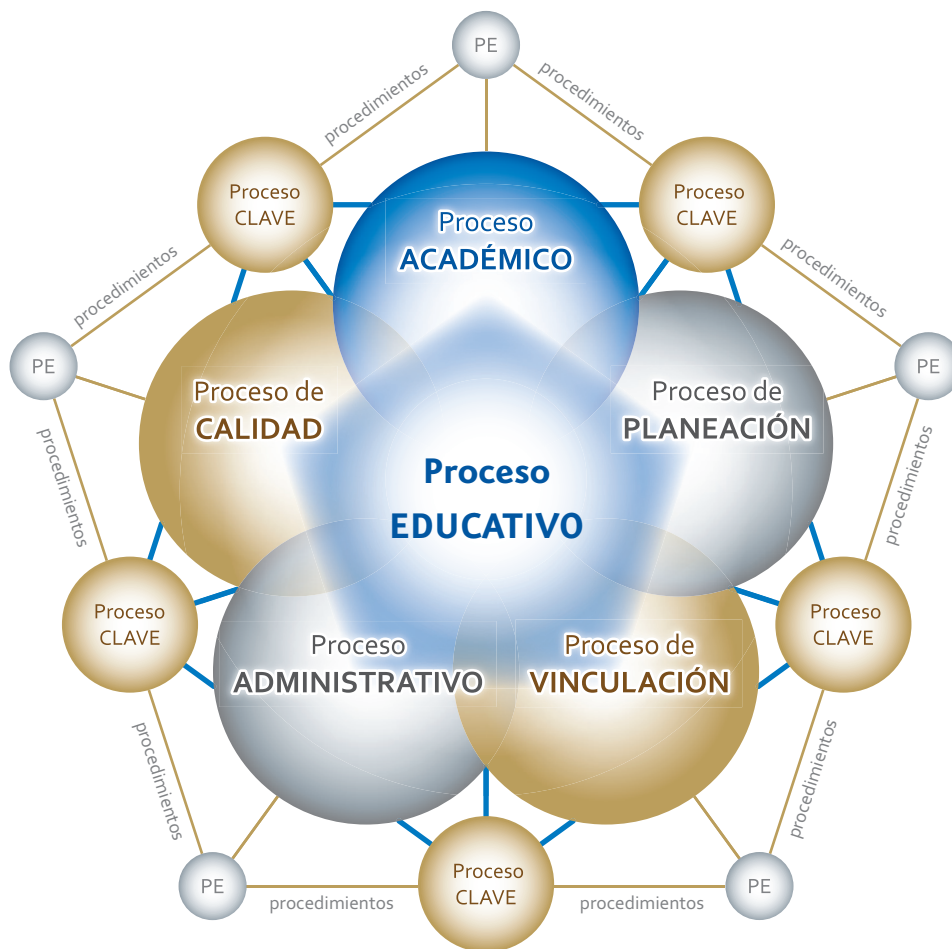 PE
procedimientos
procedimientos
Proceso
CLAVE
Proceso
CLAVE
Proceso
ACADÉMICO
procedimientos
procedimientos
PE
PE
Proceso de
CALIDAD
Proceso de
PLANEACIÓN
Proceso
EDUCATIVO
procedimientos
procedimientos
Proceso
CLAVE
Proceso
CLAVE
Proceso
ADMINISTRATIVO
Proceso de
VINCULACIÓN
procedimientos
procedimientos
PE
Proceso
CLAVE
PE
procedimientos
procedimientos